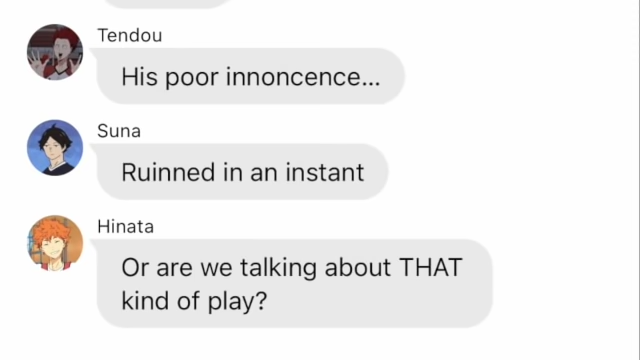 Tendou
His poor innoncence...
Suna
Ruinned in an instant
Hinata
Or are we talking about THAT
kind of play?